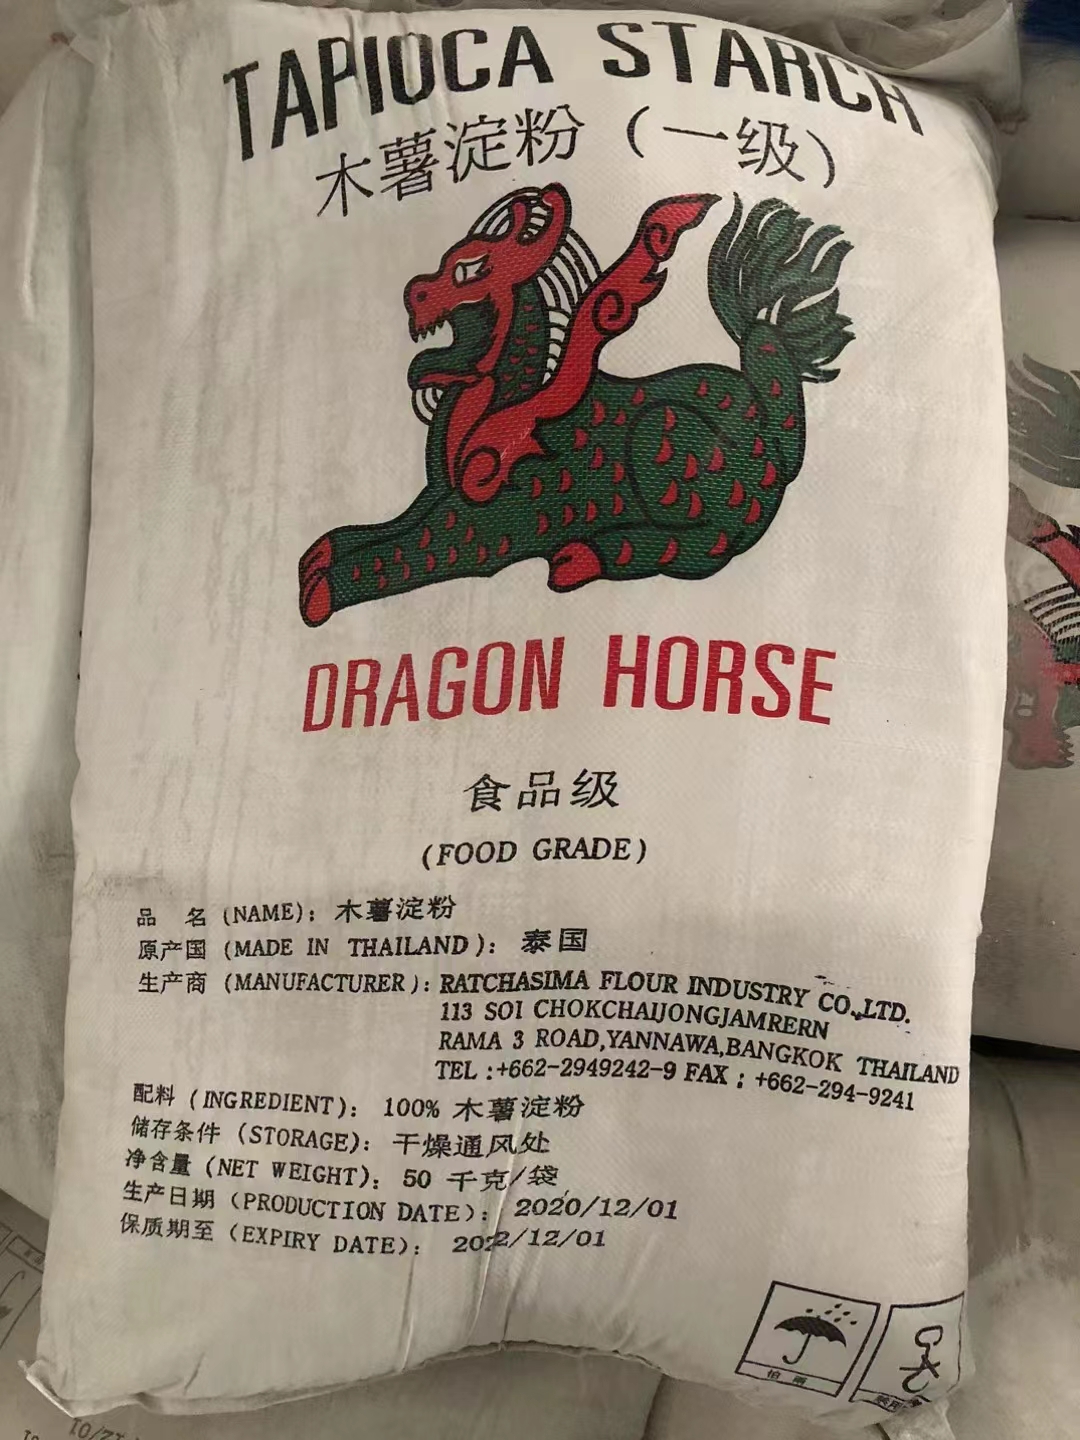 TAPIOCA STARCH
木薯淀粉（一级）
DRAGON HORSE
食品级
(FOOD GRADE)
品 名 (NAME): 木薯淀粉
原产国 (MADE IN THAILAND): 泰国
生产商 (MANUFACTURER): RATCHASIMA FLOUR INDUSTRY CO.,LTD.
113 SOI CHOKCHAIJONGJAMRERN
RAMA 3 ROAD,YANNAWA,BANGKOK THAILAND
TEL :+662-2949242-9 FAX : +662-294-9241
配料 (INGREDIENT): 100% 木薯淀粉
储存条件 (STORAGE): 干燥通风处
净含量 (NET WEIGHT): 50 千克/袋
生产日期 (PRODUCTION DATE): 2020/12/01
保质期至 (EXPIRY DATE): 2022/12/01
怕雨